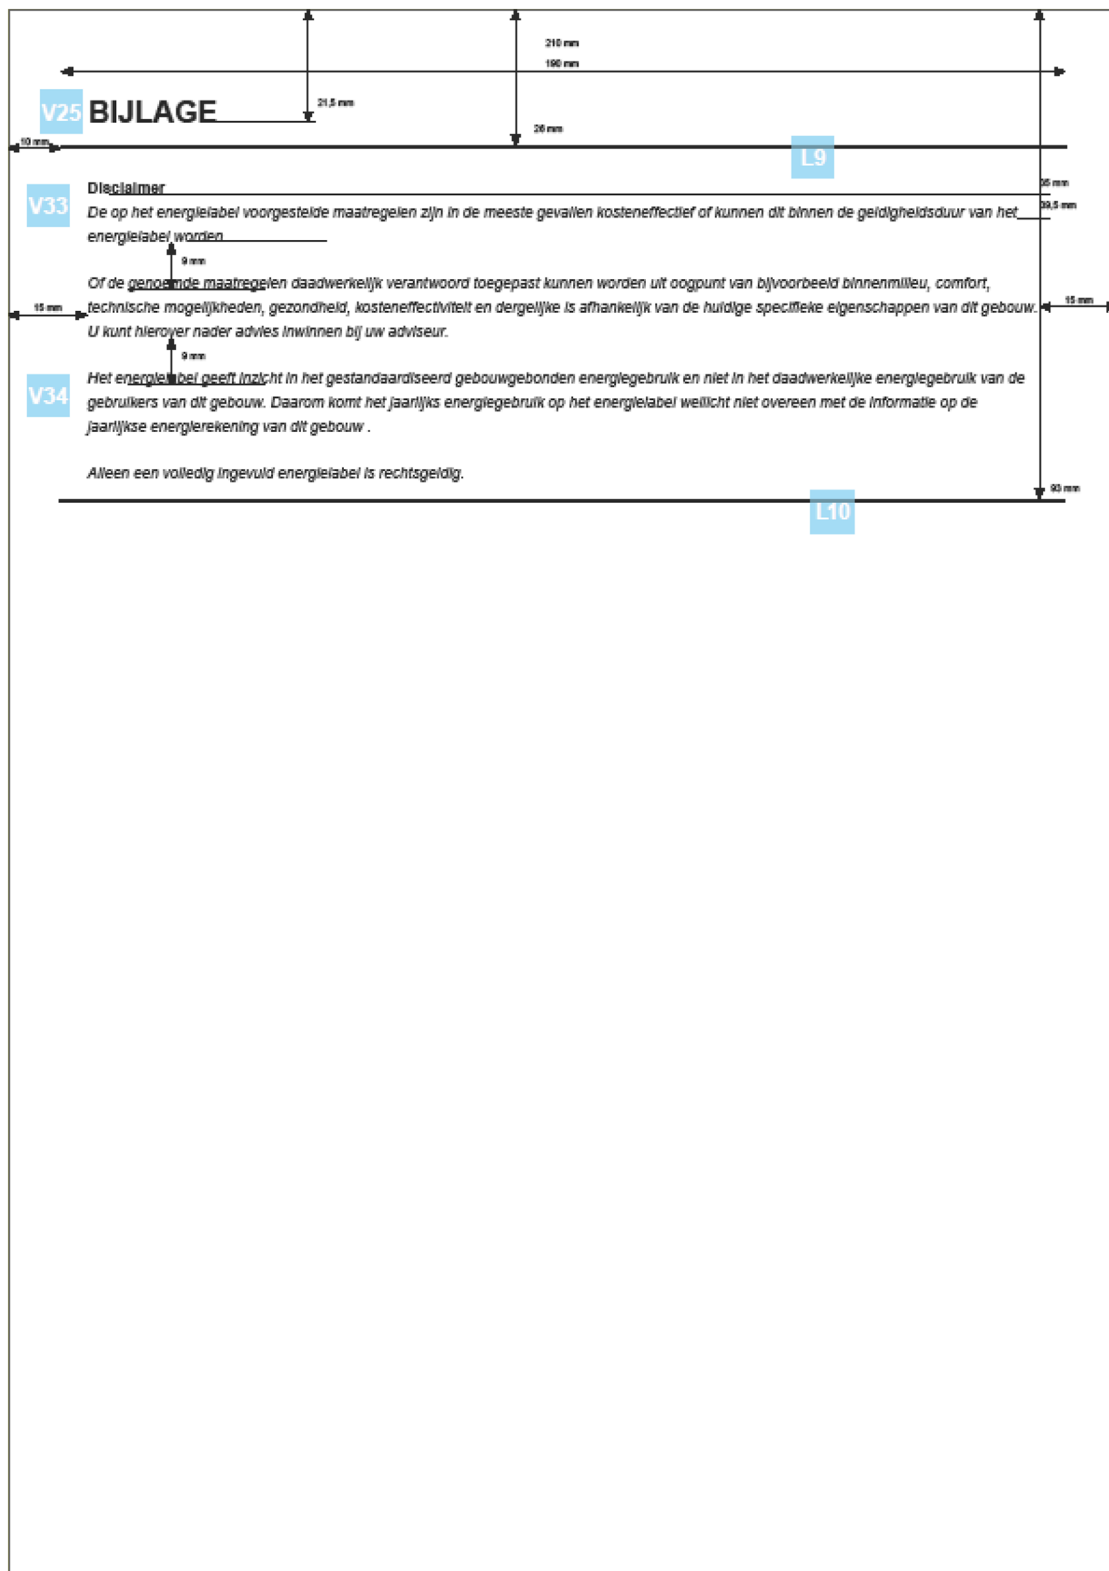 210 mm
190 mm
V25 BIJLAGE 21,5 mm
26 mm
10 mm
L9
V33
Disclaimer
35 mm
De op het energielabel voorgestelde maatregelen zijn in de meeste gevallen kosteneffectief of kunnen dit binnen de geldigheidsduur van het
39,5 mm
energielabel worden
9 mm
Of de genoemde maatregelen daadwerkelijk verantwoord toegepast kunnen worden uit oogpunt van bijvoorbeeld binnenmilieu, comfort,
15 mm
technische mogelijkheden, gezondheid, kosteneffectiviteit en dergelijke is afhankelijk van de huidige specifieke eigenschappen van dit gebouw.
15 mm
U kunt hierover nader advies inwinnen bij uw adviseur.
9 mm
V34
Het energielabel geeft inzicht in het gestandaardiseerd gebouwgebonden energiegebruik en niet in het daadwerkelijke energiegebruik van de
gebruikers van dit gebouw. Daarom komt het jaarlijks energiegebruik op het energielabel wellicht niet overeen met de informatie op de
jaarlijkse energierekening van dit gebouw .
Alleen een volledig ingevuld energielabel is rechtsgeldig.
93 mm
L10